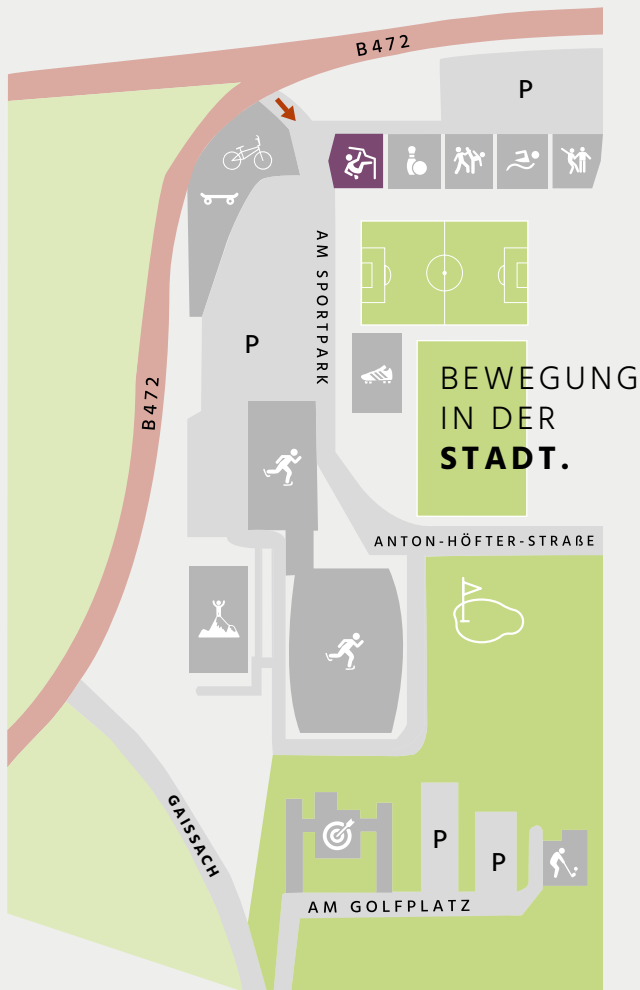 B472
P
AM SPORTPARK
P
BEWEGUNG
IN DER
STADT.
B472
ANTON-HÖFTER-STRAßE
GAISSACH
P
P
AM GOLFPLATZ